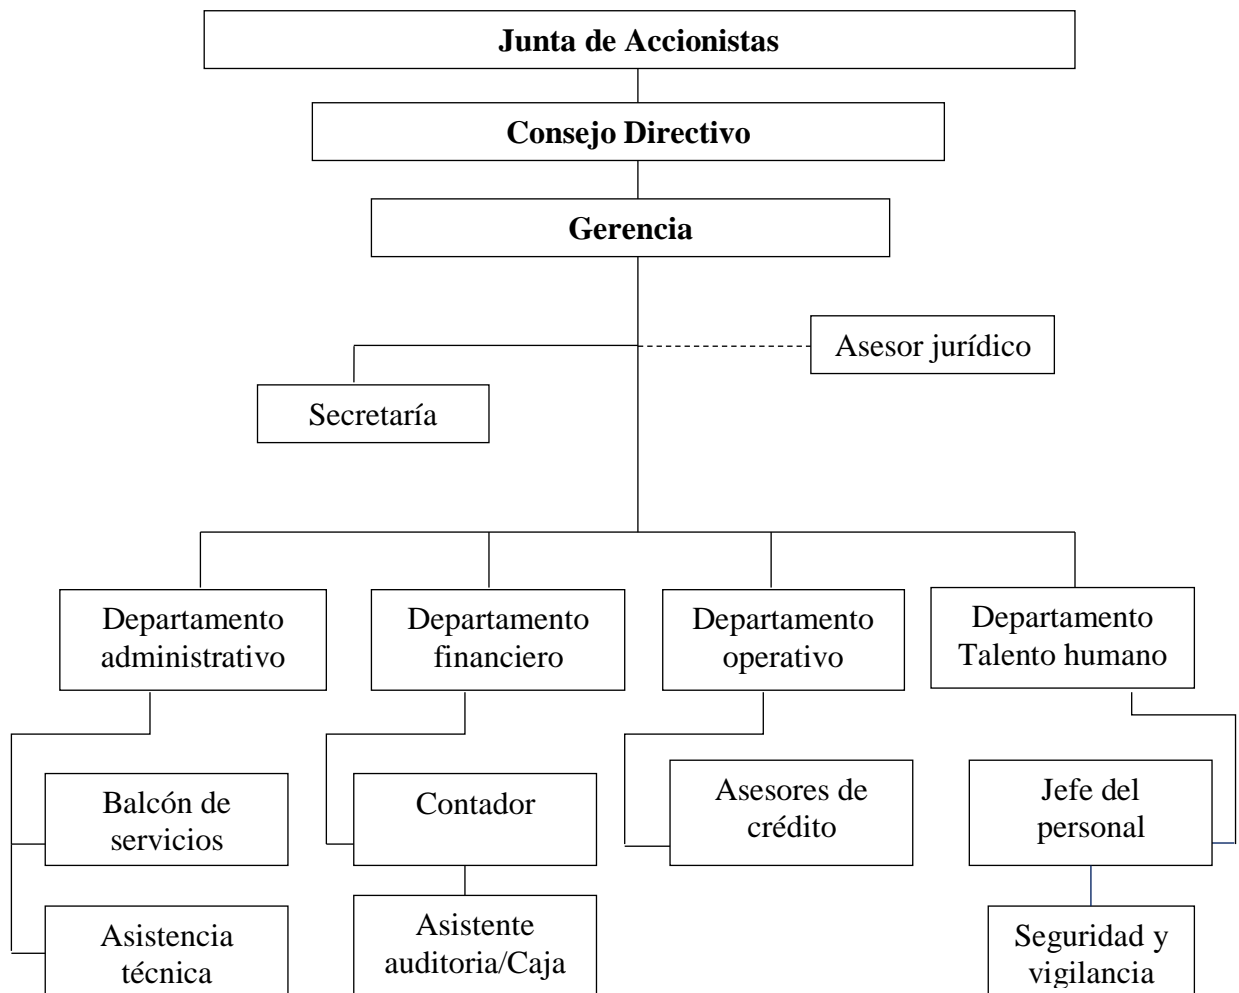 Junta de Accionistas
Consejo Directivo
Gerencia
Asesor jurídico
Secretaría
Departamento
administrativo
Departamento
financiero
Departamento
operativo
Departamento
Talento humano
Balcón de
servicios
Contador
Asesores de
crédito
Jefe del
personal
Asistencia
técnica
Asistente
auditoria/Caja
Seguridad y
vigilancia